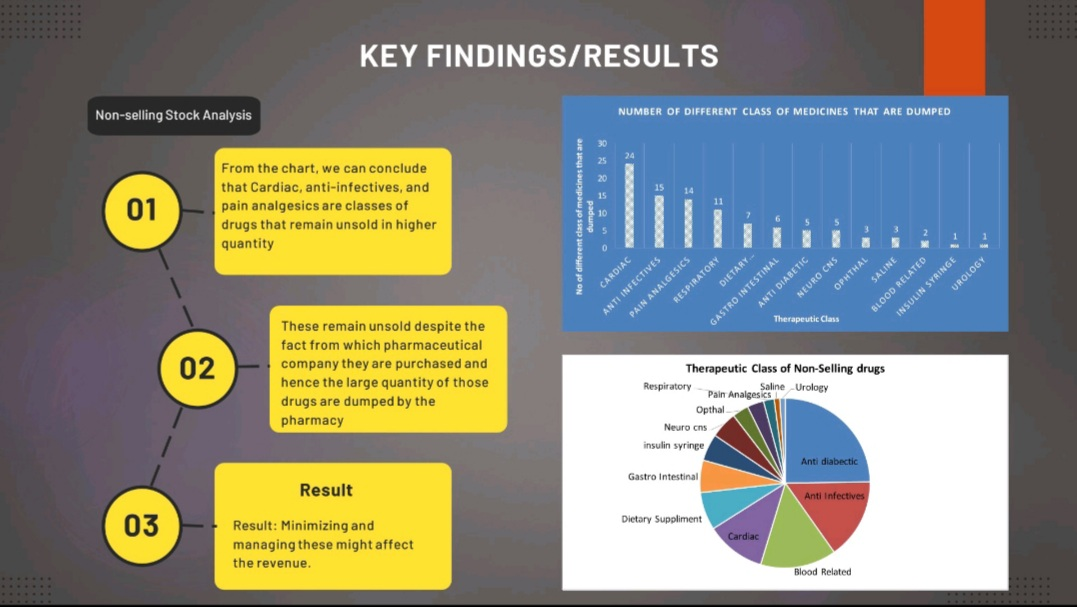 KEY FINDINGS/RESULTS
Non-selling Stock Analysis
01
From the chart, we can conclude
that Cardiac, anti-infectives, and
pain analgesics are classes of
drugs that remain unsold in higher
quantity
02
These remain unsold despite the
fact from which pharmaceutical
company they are purchased and
hence the large quantity of those
drugs are dumped by the
pharmacy
03
Result
Result: Minimizing and
managing these might affect
the revenue.
NUMBER OF DIFFERENT CLASS OF MEDICINES THAT ARE DUMPED
No of different class of medicines that are
dumped
30
25
20
15
10
5
0
24
15
14
11
7
6
5
5
3
3
2
1
1
CARDIAC
ANTI INFECTIVES
PAIN ANALGESICS
RESPIRATORY
DIETARY...
GASTRO INTESTINAL
ANTI DIABETIC
NEURO CNS
OPHTHAL
SALINE
BLOOD RELATED
INSULIN SYRINGE
UROLOGY
Therapeutic Class
Therapeutic Class of Non-Selling drugs
Respiratory
Pain Analgesics
Saline
Urology
Opthal
Neuro cns
insulin syringe
Gastro Intestinal
Dietary Suppliment
Cardiac
Blood Related
Anti Infectives
Anti diabectic